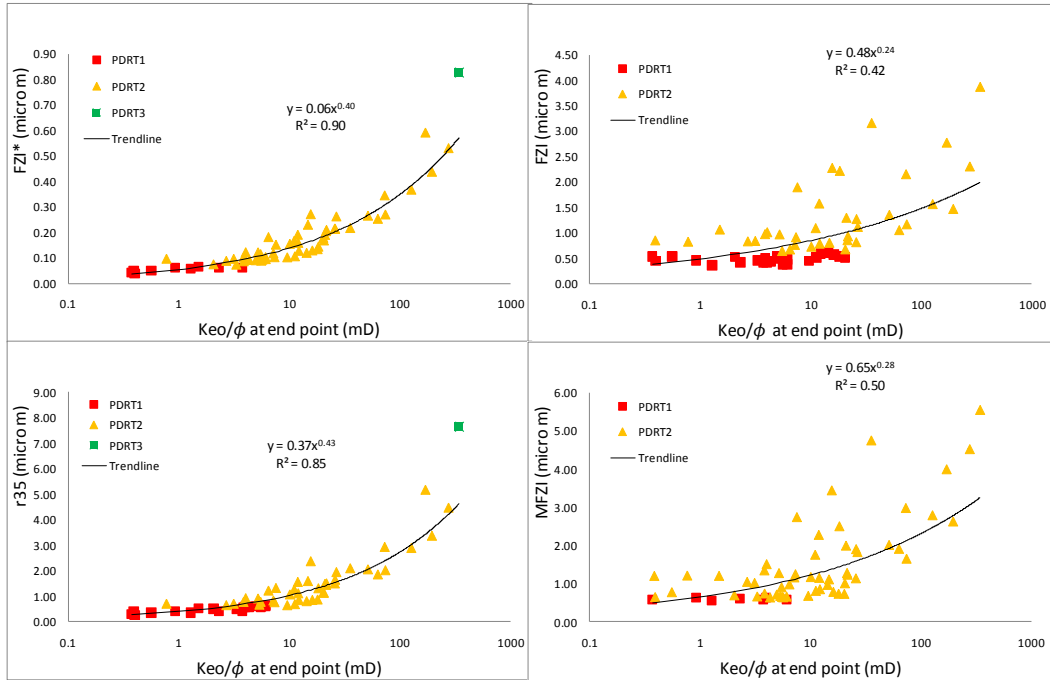 0.90
0.80
0.70
0.60
0.50
0.40
0.30
0.20
0.10
0.00
FZI* (micro m)
PDRT1
PDRT2
PDRT3
Trendline
y = 0.06x^0.40
R² = 0.90
0.1
1
10
100
1000
Keo/ϕ at end point (mD)
4.50
4.00
3.50
3.00
2.50
2.00
1.50
1.00
0.50
0.00
FZI (micro m)
PDRT1
PDRT2
Trendline
y = 0.48x^0.24
R² = 0.42
0.1
1
10
100
1000
Keo/ϕ at end point (mD)
9.00
8.00
7.00
6.00
5.00
4.00
3.00
2.00
1.00
0.00
r35 (micro m)
PDRT1
PDRT2
PDRT3
Trendline
y = 0.37x^0.43
R² = 0.85
0.1
1
10
100
1000
Keo/ϕ at end point (mD)
6.00
5.00
4.00
3.00
2.00
1.00
0.00
MFZI (micro m)
PDRT1
PDRT2
Trendline
y = 0.65x^0.28
R² = 0.50
0.1
1
10
100
1000
Keo/ϕ at end point (mD)